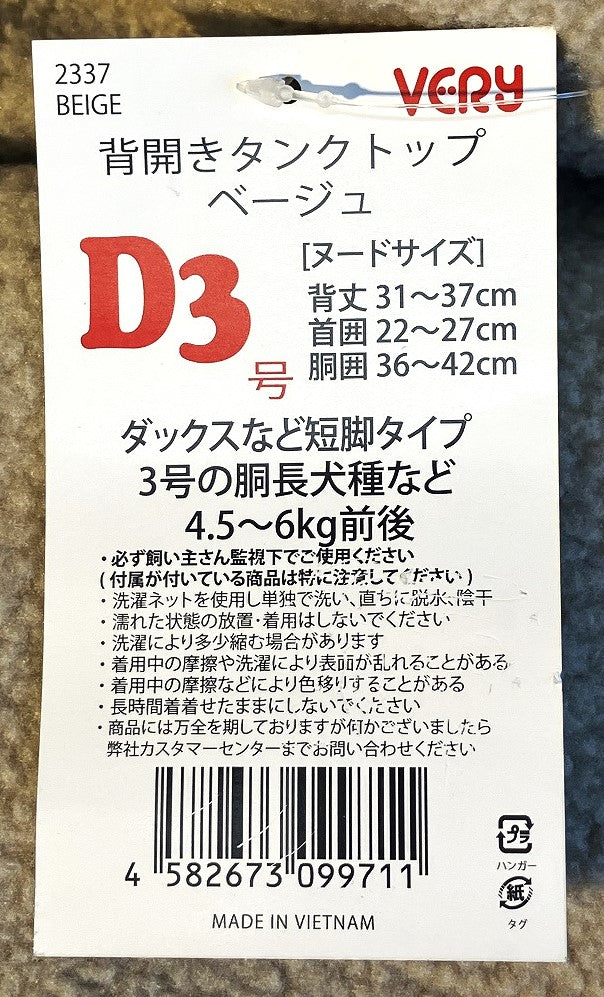 2337
BEIGE
VERY
背開きタンクトップ
ベージュ
D3号
[ヌードサイズ]
背丈 31～37cm
首囲 22～27cm
胴囲 36～42cm
ダックスなど短脚タイプ
3号の胴長犬種など
4.5～6kg前後
・必ず飼い主さん監視下でご使用ください
(付属が付いている商品は特に注意してください)
・洗濯ネットを使用し単独で洗い、直ちに脱水、陰干
・濡れた状態の放置・着用はしないでください
・洗濯により多少縮む場合があります
・着用中の摩擦や洗濯により表面が乱れることがある
・着用中の摩擦などにより色移りすることがある
・長時間着着せたままにしないでください
・商品には万全を期しておりますが何かございましたら
弊社カスタマーセンターまでお問い合わせください
4 582673 099711
プラ
ハンガー
紙
タグ
MADE IN VIETNAM